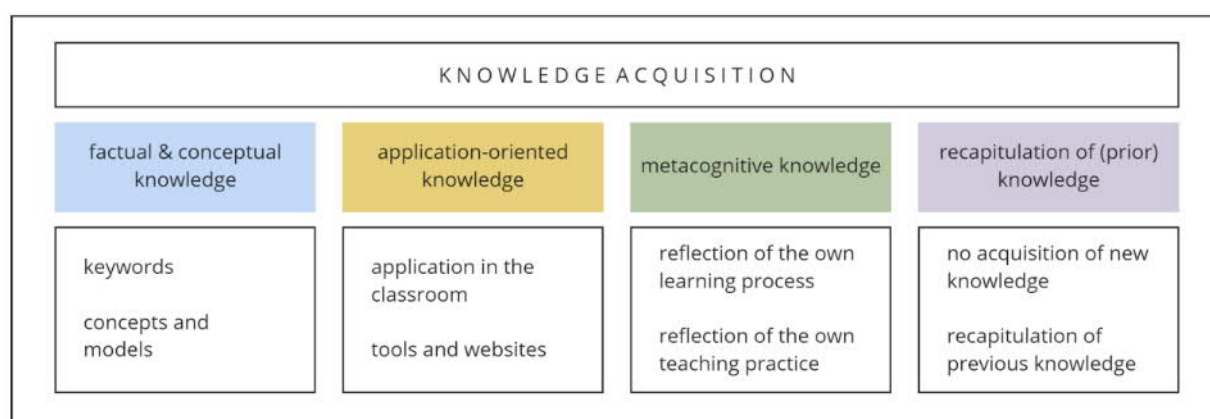 KNOWLEDGE ACQUISITION
factual & conceptual
knowledge
application-oriented
knowledge
metacognitive knowledge
recapitulation of (prior)
knowledge
keywords
concepts and
models
application in the
classroom
tools and websites
reflection of the own
learning process
reflection of the own
teaching practice
no acquisition of new
knowledge
recapitulation of
previous knowledge